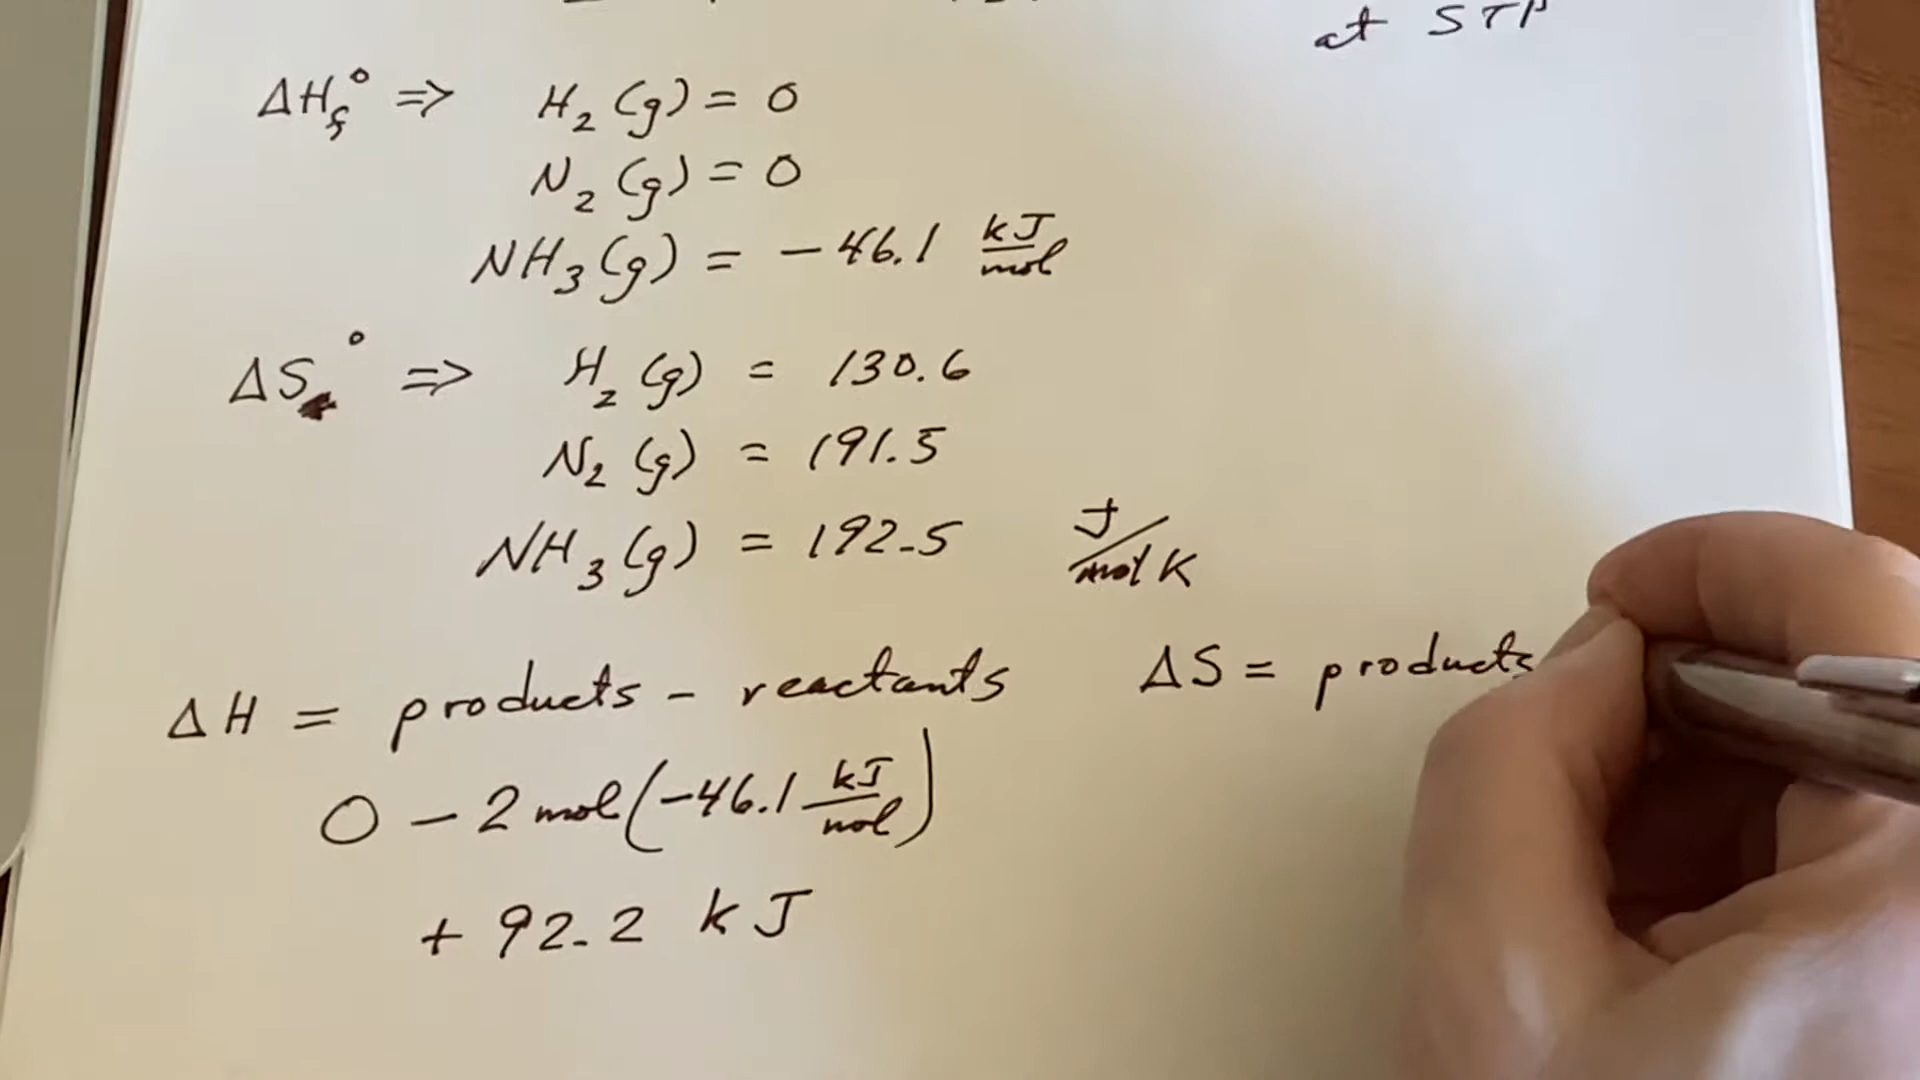 at STP
ΔHf° => H₂(g) = 0
N₂(g) = 0
NH₃(g) = -46.1 kJ/mol
ΔS° => H₂(g) = 130.6
N₂(g) = 191.5
NH₃(g) = 192.5 J/mol K
ΔH = products - reactants
ΔS = products
0 - 2 mol(-46.1 kJ/mol)
+ 92.2 kJ